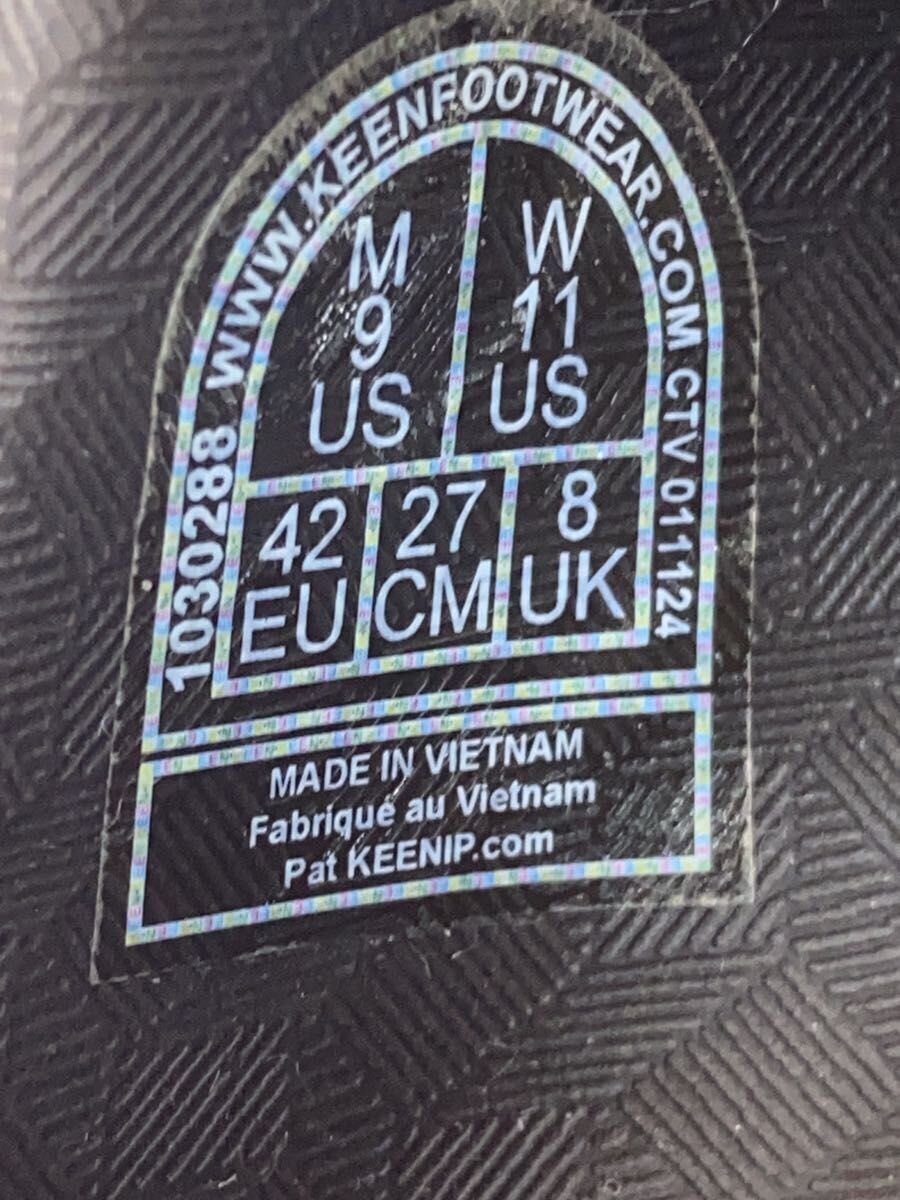 1030288 WWW.KEENFOOTWEAR.COM CTV 011124
M
9
US
W
11
US
42
EU
27
CM
8
UK
MADE IN VIETNAM
Fabriqué au Vietnam
Pat KEENIP.com